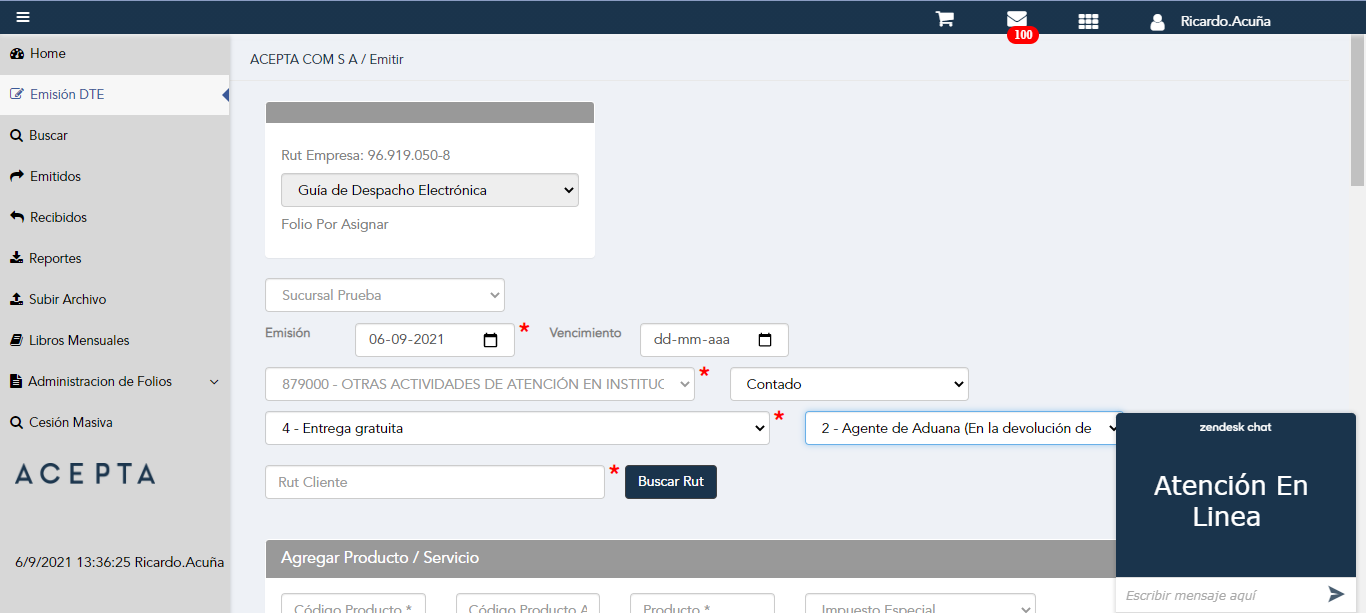 100
Ricardo.Acuña
Home
Emisión DTE
Buscar
Emitidos
Recibidos
Reportes
Subir Archivo
Libros Mensuales
Administracion de Folios
Cesión Masiva
ACEPTA
6/9/2021 13:36:25 Ricardo.Acuña
ACEPTA COM S A / Emitir
Rut Empresa: 96.919.050-8
Guía de Despacho Electrónica
Folio Por Asignar
Sucursal Prueba
Emisión 06-09-2021 * Vencimiento dd-mm-aaa
879000 - OTRAS ACTIVIDADES DE ATENCIÓN EN INSTITUC * Contado
4 - Entrega gratuita * 2 - Agente de Aduana (En la devolución de
Rut Cliente * Buscar Rut
Agregar Producto / Servicio
Código Producto * Código Producto A Producto * Impuesto Especial
zendesk chat
Atención En
Linea
Escribir mensaje aquí